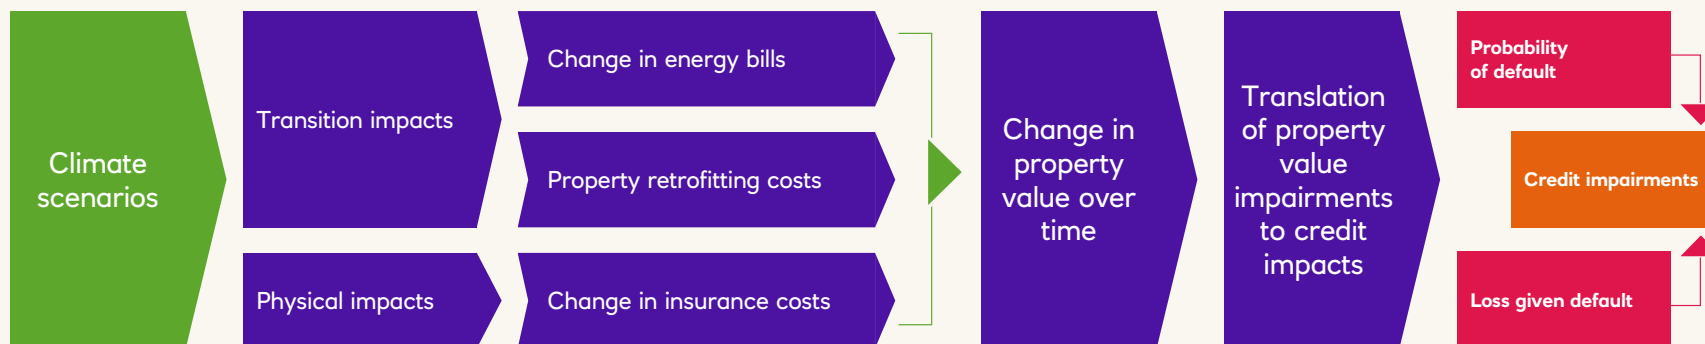 Climate
scenarios
Transition impacts
Physical impacts
Change in energy bills
Property retrofitting costs
Change in insurance costs
Change in
property
value over
time
Translation
of property
value
impairments
to credit
impacts
Probability
of default
Credit impairments
Loss given default